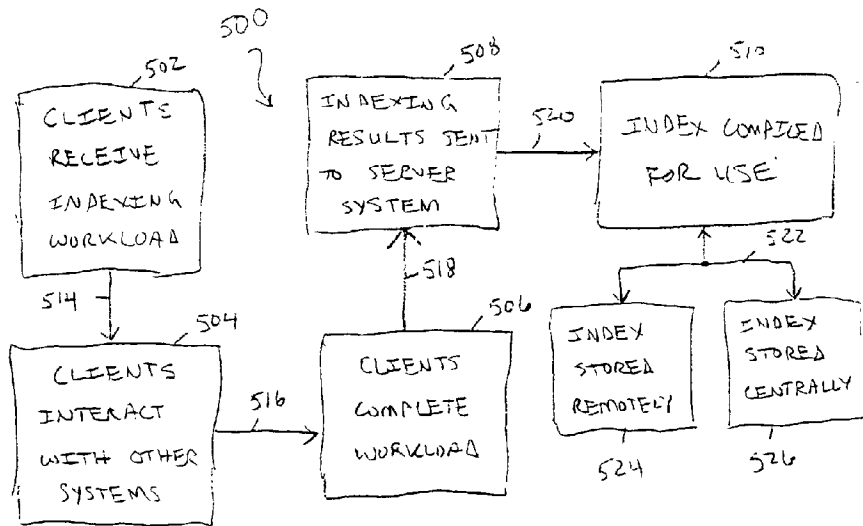 500
502
CLIENTS
RECEIVE
INDEXING
WORKLOAD
514
504
CLIENTS
INTERACT
WITH OTHER
SYSTEMS
516
506
CLIENTS
COMPLETE
WORKLOAD
518
508
INDEXING
RESULTS SENT
TO SERVER
SYSTEM
520
510
INDEX COMPILED
FOR USE
522
INDEX
STORED
REMOTELY
524
INDEX
STORED
CENTRALLY
526